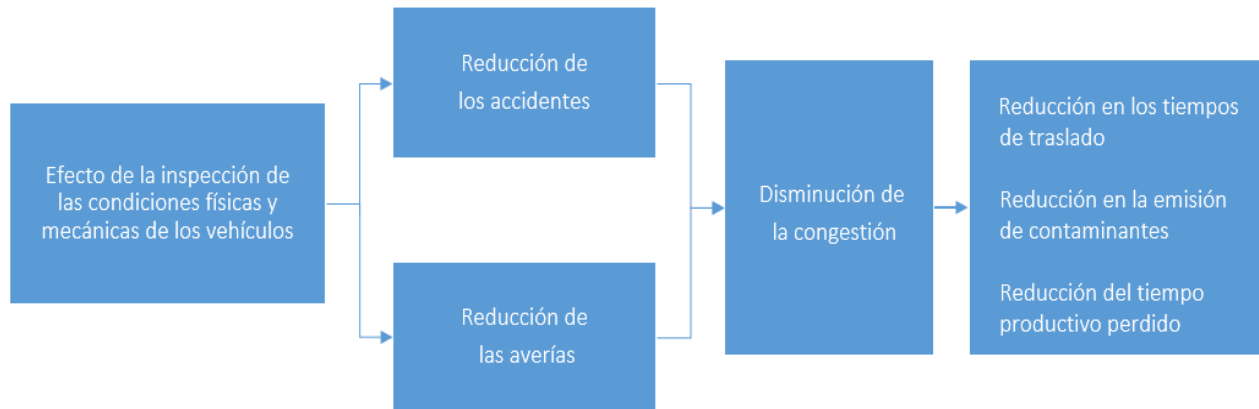 Efecto de la inspección de
las condiciones físicas y
mecánicas de los vehículos
Reducción de
los accidentes
Reducción de
las averías
Disminución de
la congestión
Reducción en los tiempos
de traslado
Reducción en la emisión
de contaminantes
Reducción del tiempo
productivo perdido